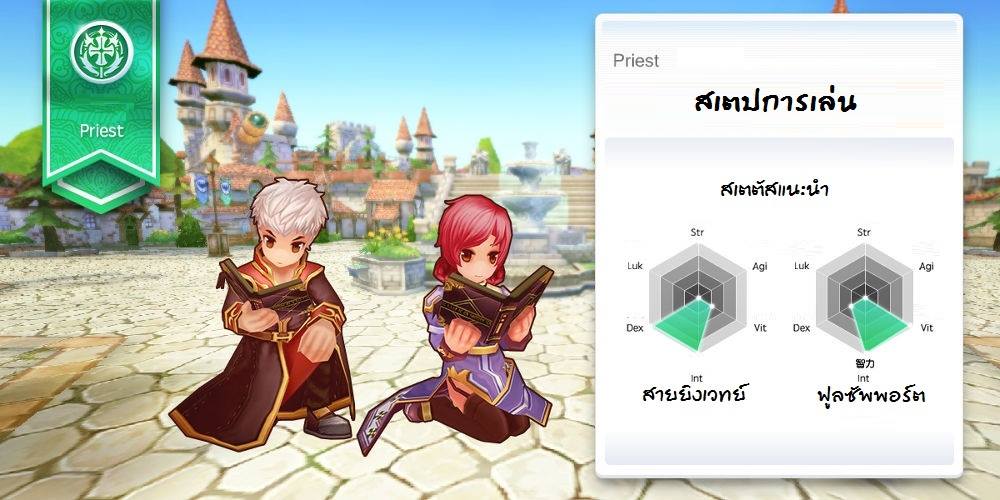 Priest
Priest
สเตปการเล่น
สเตตัสแนะนำ
Str
Luk
Agi
Dex
Vit
Int
สายยิงเวทย์
Str
Luk
Agi
Dex
Vit
智力
Int
ฟูลซัพพอร์ต